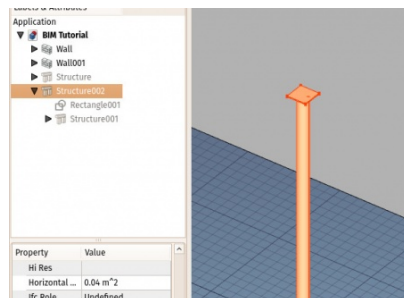 Labels & Attributes
Application
BIM Tutorial
Wall
Wall001
Structure
Structure002
Rectangle001
Structure001
Property Value
Hi Res
Horizontal ... 0.04 m^2
Ifc Role Undefined